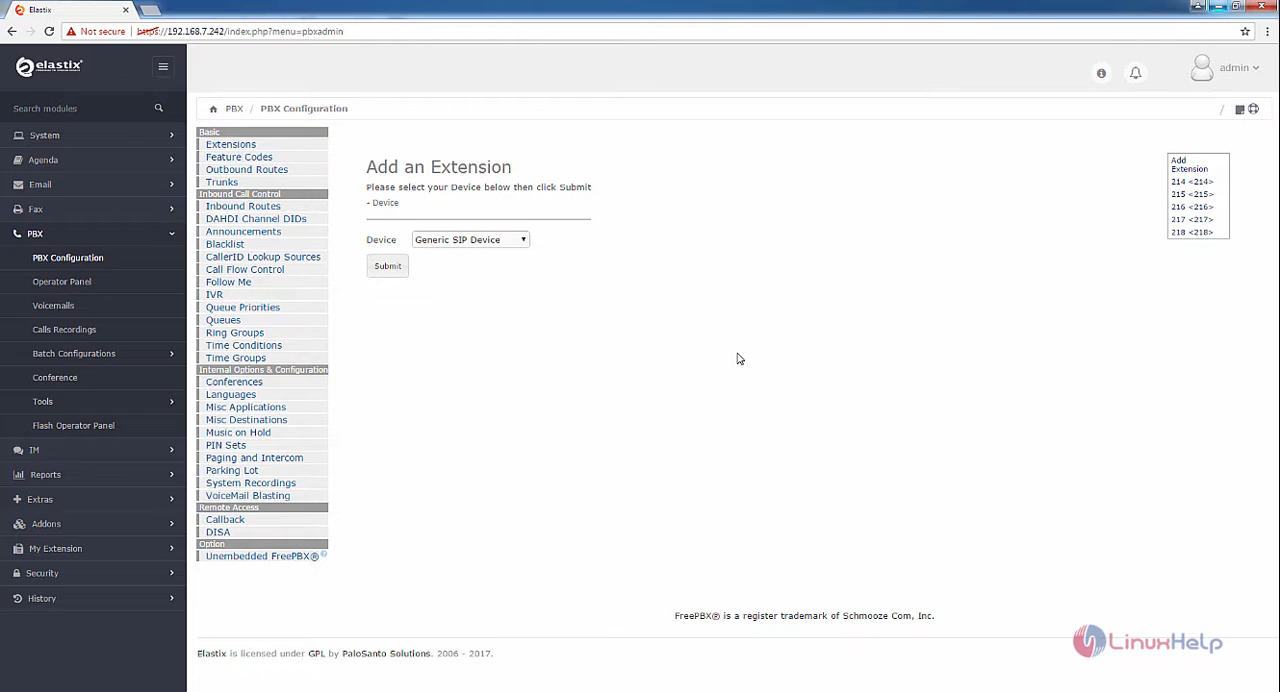 Elastix
Not secure
https://192.168.7.242/index.php?menu=pbxadmin
elastix
admin
Search modules
System
Agenda
Email
Fax
PBX
PBX Configuration
Operator Panel
Voicemails
Calls Recordings
Batch Configurations
Conference
Tools
Flash Operator Panel
IM
Reports
Extras
Addons
My Extension
Security
History
PBX / PBX Configuration /
Basic
Extensions
Feature Codes
Outbound Routes
Trunks
Inbound Call Control
Inbound Routes
DAHDI Channel DIDs
Announcements
Blacklist
CallerID Lookup Sources
Call Flow Control
Follow Me
IVR
Queue Priorities
Queues
Ring Groups
Time Conditions
Time Groups
Internal Options & Configuration
Conferences
Languages
Misc Applications
Misc Destinations
Music on Hold
PIN Sets
Paging and Intercom
Parking Lot
System Recordings
VoiceMail Blasting
Remote Access
Callback
DISA
Option
Unembedded FreePBX®
Add an Extension
Please select your Device below then click Submit
- Device
Device Generic SIP Device
Submit
Add
Extension
214 <214>
215 <215>
216 <216>
217 <217>
218 <218>
FreePBX® is a register trademark of Schmooze Com, Inc.
Elastix is licensed under GPL by PaloSanto Solutions. 2006 - 2017.
LinuxHelp